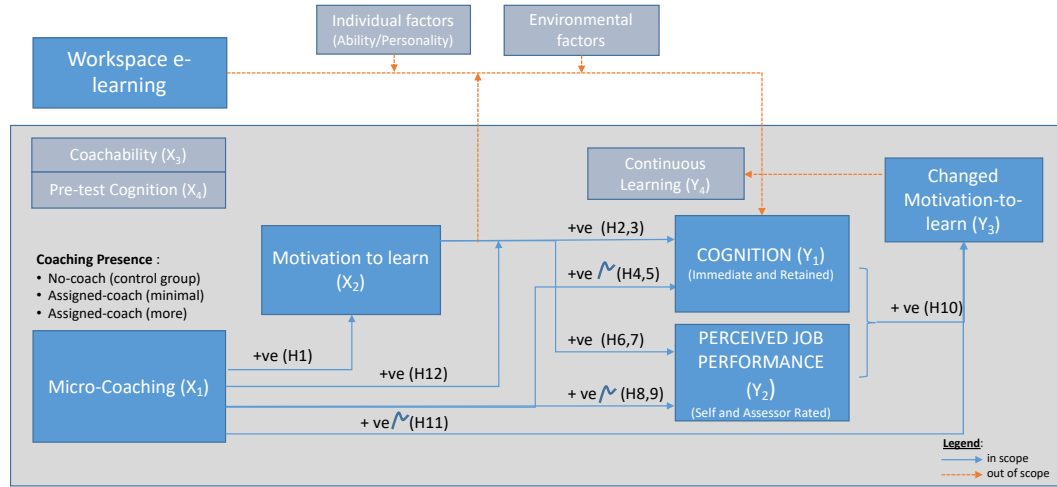 Individual factors
(Ability/Personality)
Environmental
factors
Workspace e-
learning
Coachability (X₃)
Pre-test Cognition (X₄)
Continuous
Learning (Y₄)
Changed
Motivation-to-
learn (Y₃)
Coaching Presence :
• No-coach (control group)
• Assigned-coach (minimal)
• Assigned-coach (more)
Motivation to learn
(X₂)
+ve (H2,3)
COGNITION (Y₁)
(Immediate and Retained)
+ve (H4,5)
+ ve (H10)
+ve (H6,7)
PERCEIVED JOB
PERFORMANCE
(Y₂)
(Self and Assessor Rated)
+ve (H1)
+ve (H12)
Micro-Coaching (X₁)
+ ve (H8,9)
+ ve (H11)
Legend:
in scope
out of scope